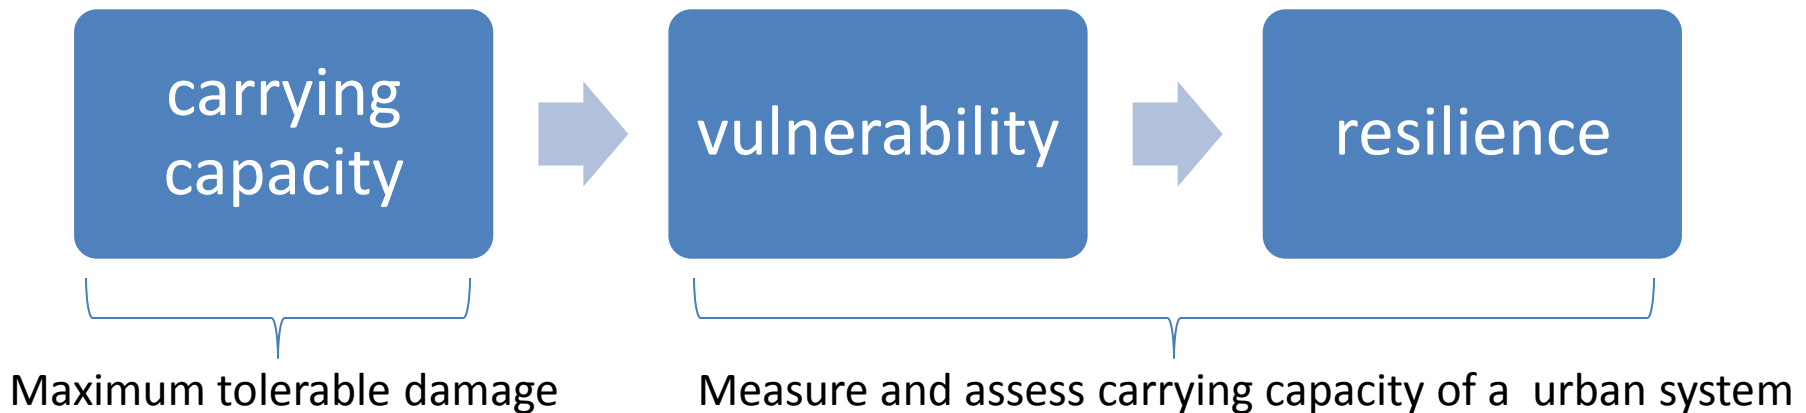 carrying
capacity
vulnerability
resilience
Maximum tolerable damage
Measure and assess carrying capacity of a  urban system